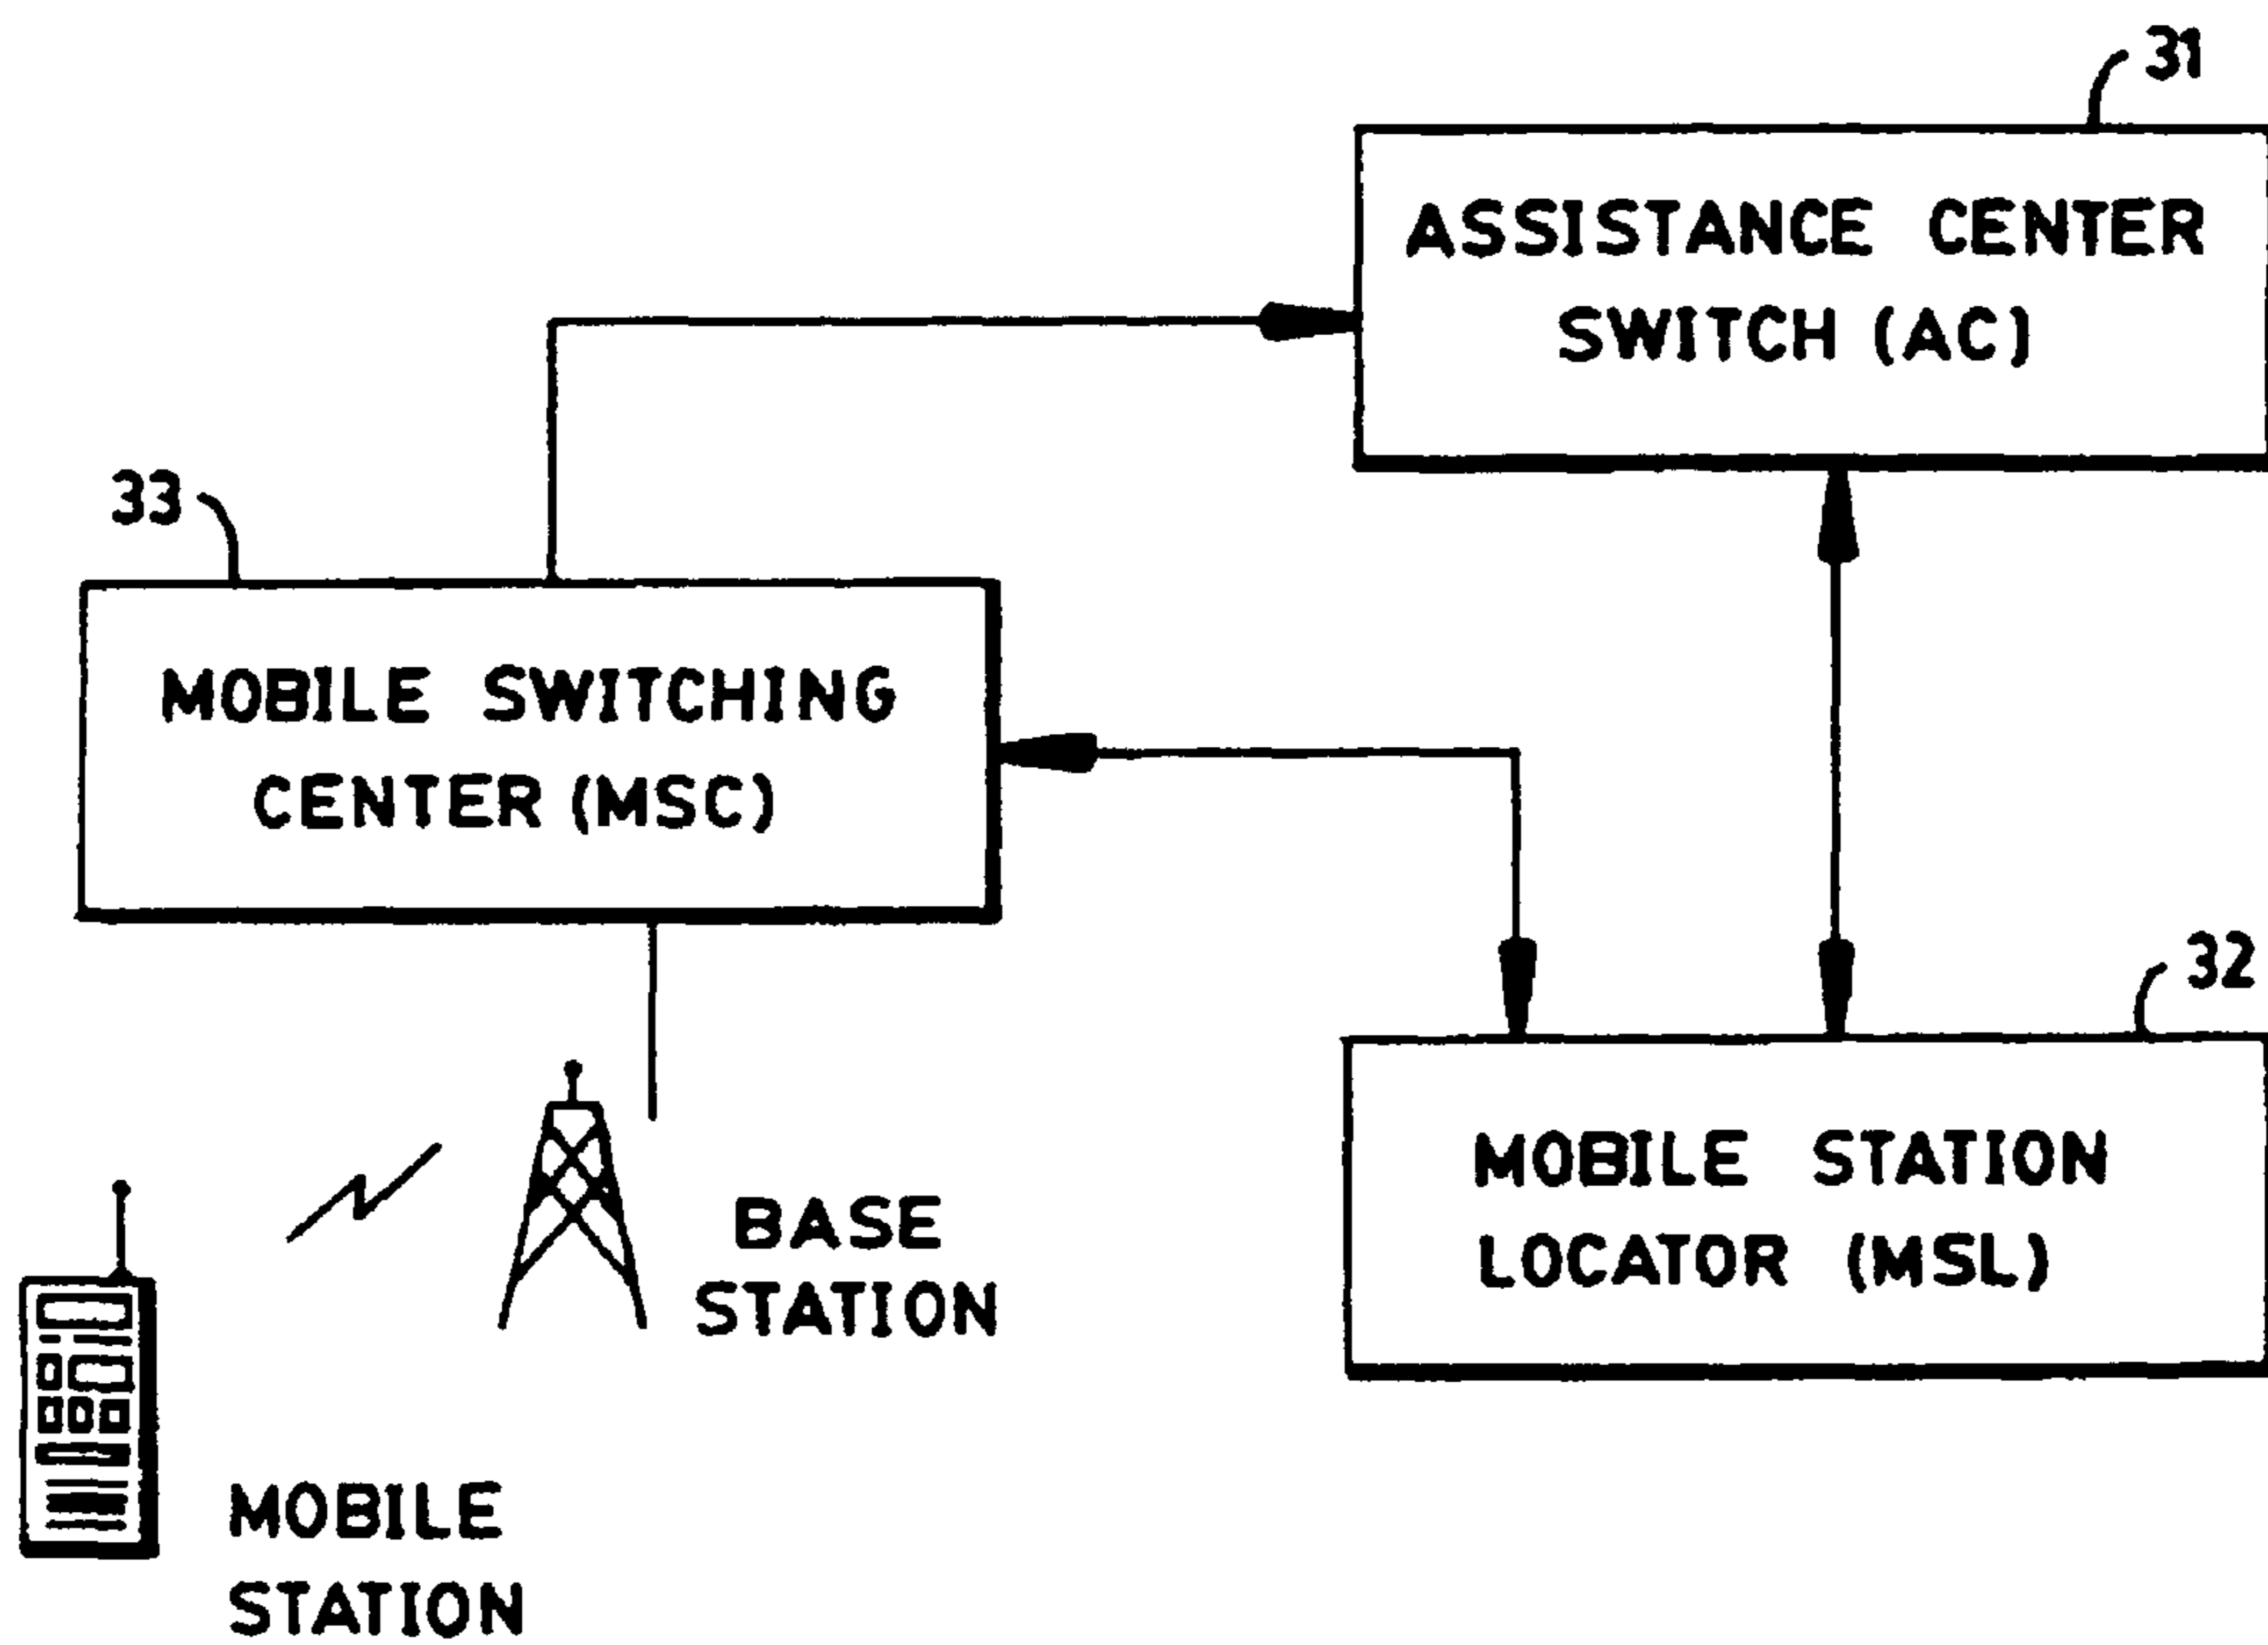 31
ASSISTANCE CENTER
SWITCH (AC)
33
MOBILE SWITCHING
CENTER (MSC)
32
MOBILE STATION
LOCATOR (MSL)
BASE
STATION
MOBILE
STATION